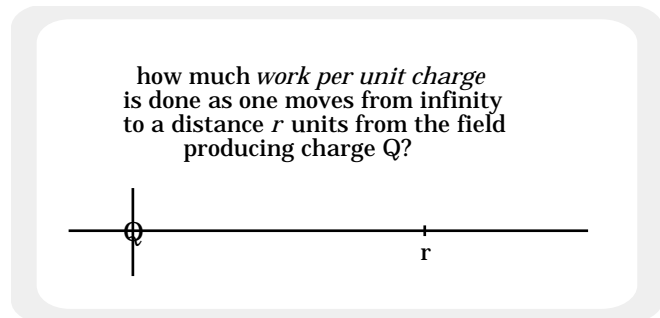 how much work per unit charge
is done as one moves from infinity
to a distance r units from the field
producing charge Q?
Q
r